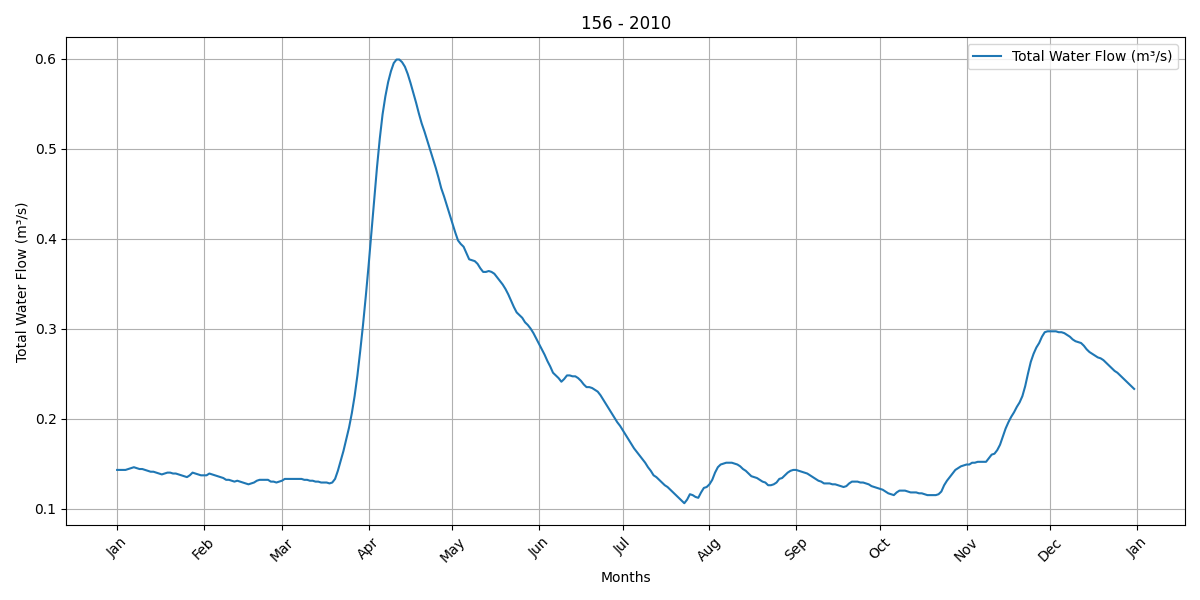 156 - 2010
Total Water Flow (m³/s)
Total Water Flow (m³/s)
0.6
0.5
0.4
0.3
0.2
0.1
Jan Feb Mar Apr May Jun Jul Aug Sep Oct Nov Dec Jan
Months